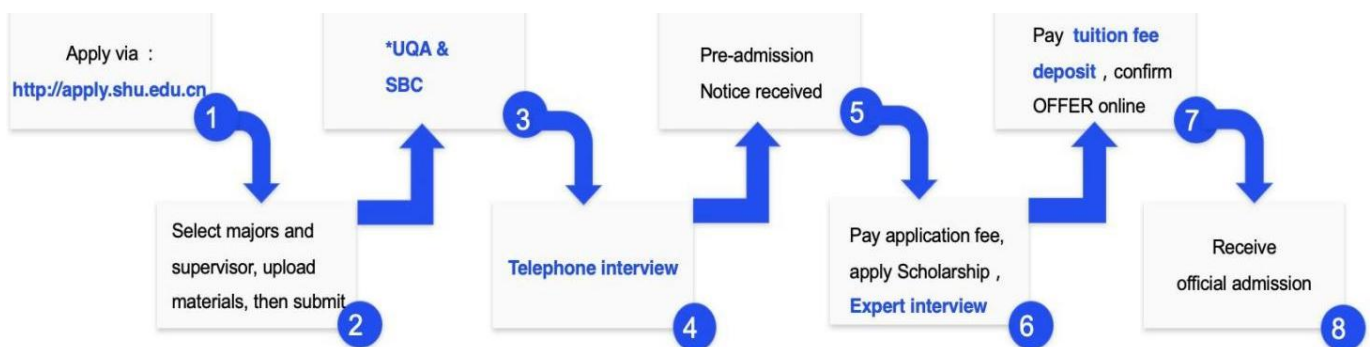 Apply via :
http://apply.shu.edu.cn
1
Select majors and
supervisor, upload
materials, then submit
2
*UQA &
SBC
3
Telephone interview
4
Pre-admission
Notice received
5
Pay application fee,
apply Scholarship ,
Expert interview
6
Pay tuition fee
deposit , confirm
OFFER online
7
Receive
official admission
8